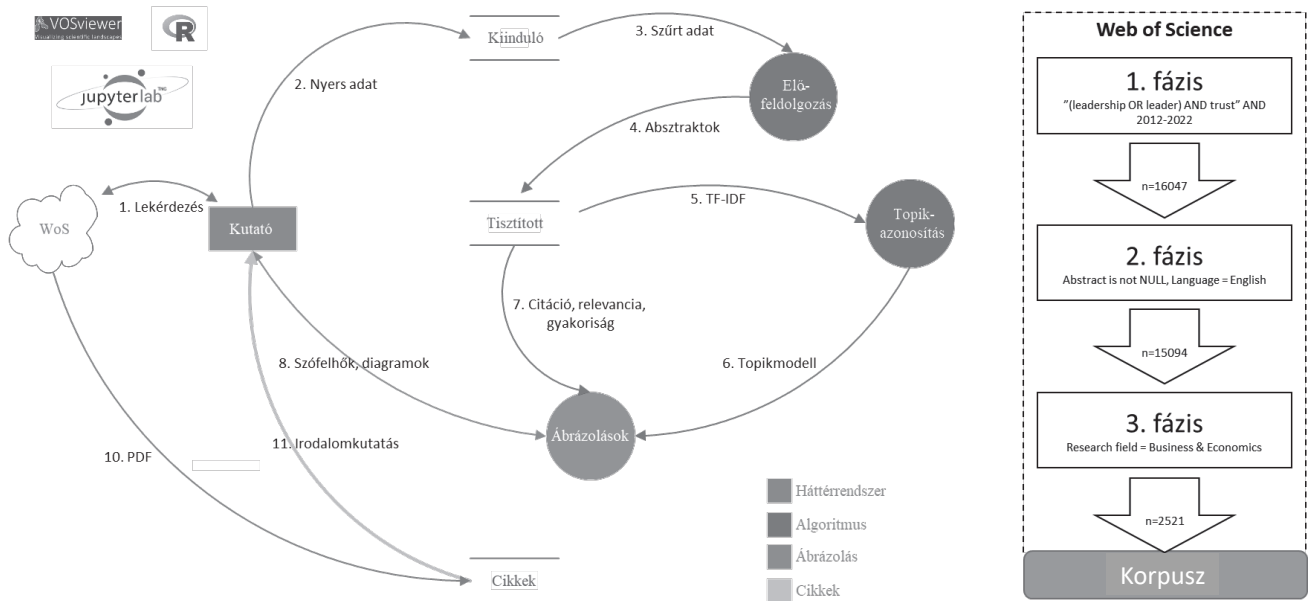 VOSviewer
Visualizing scientific landscapes
R
jupyterlab
WoS
1. Lekérdezés
Kutató
2. Nyers adat
Kiinduló
3. Szűrt adat
Elő-
feldolgozás
4. Absztraktok
Tisztított
5. TF-IDF
Topik-
azonosítás
6. Topikmodell
7. Citáció, relevancia,
gyakoriság
Ábrázolások
8. Szófelhők, diagramok
10. PDF
11. Irodalomkutatás
Cikkek
Háttérrendszer
Algoritmus
Ábrázolás
Cikkek
Web of Science
1. fázis
”(leadership OR leader) AND trust” AND
2012-2022
n=16047
2. fázis
Abstract is not NULL, Language = English
n=15094
3. fázis
Research field = Business & Economics
n=2521
Korpusz